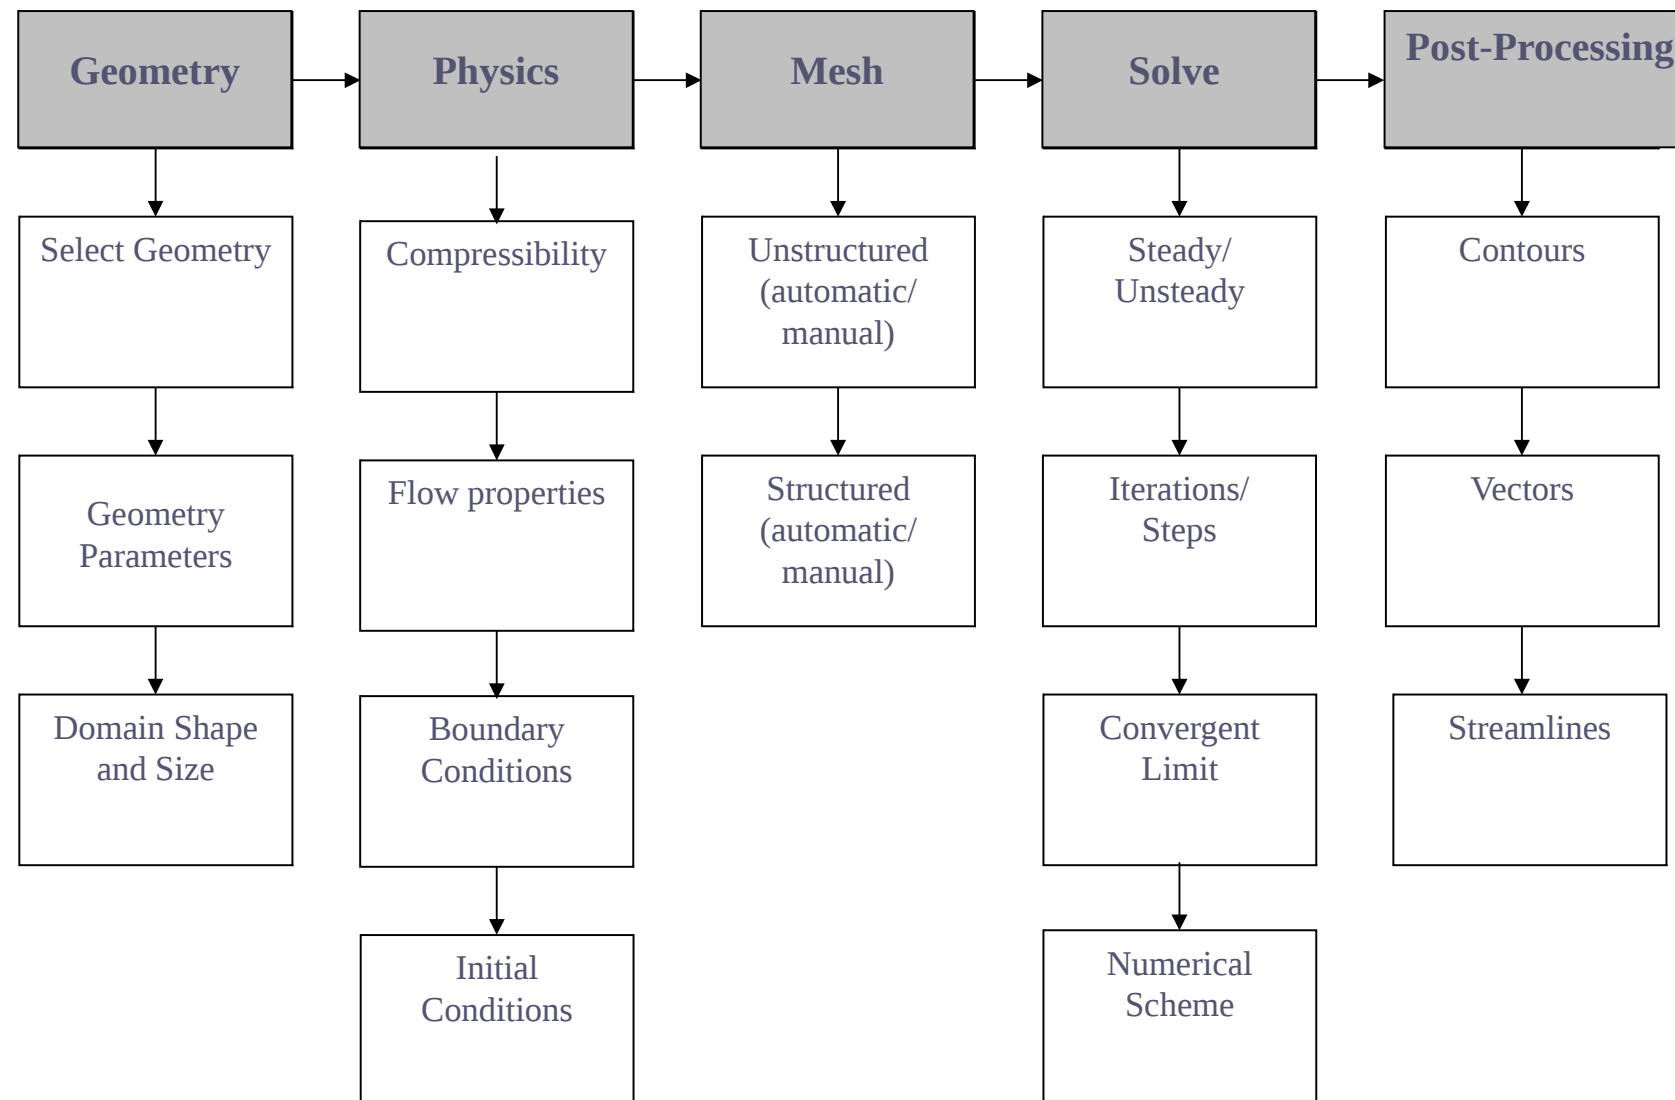 Geometry
Physics
Mesh
Solve
Post-Processing
Select Geometry
Compressibility
Unstructured
(automatic/
manual)
Steady/
Unsteady
Contours
Geometry
Parameters
Flow properties
Structured
(automatic/
manual)
Iterations/
Steps
Vectors
Domain Shape
and Size
Boundary
Conditions
Convergent
Limit
Streamlines
Initial
Conditions
Numerical
Scheme